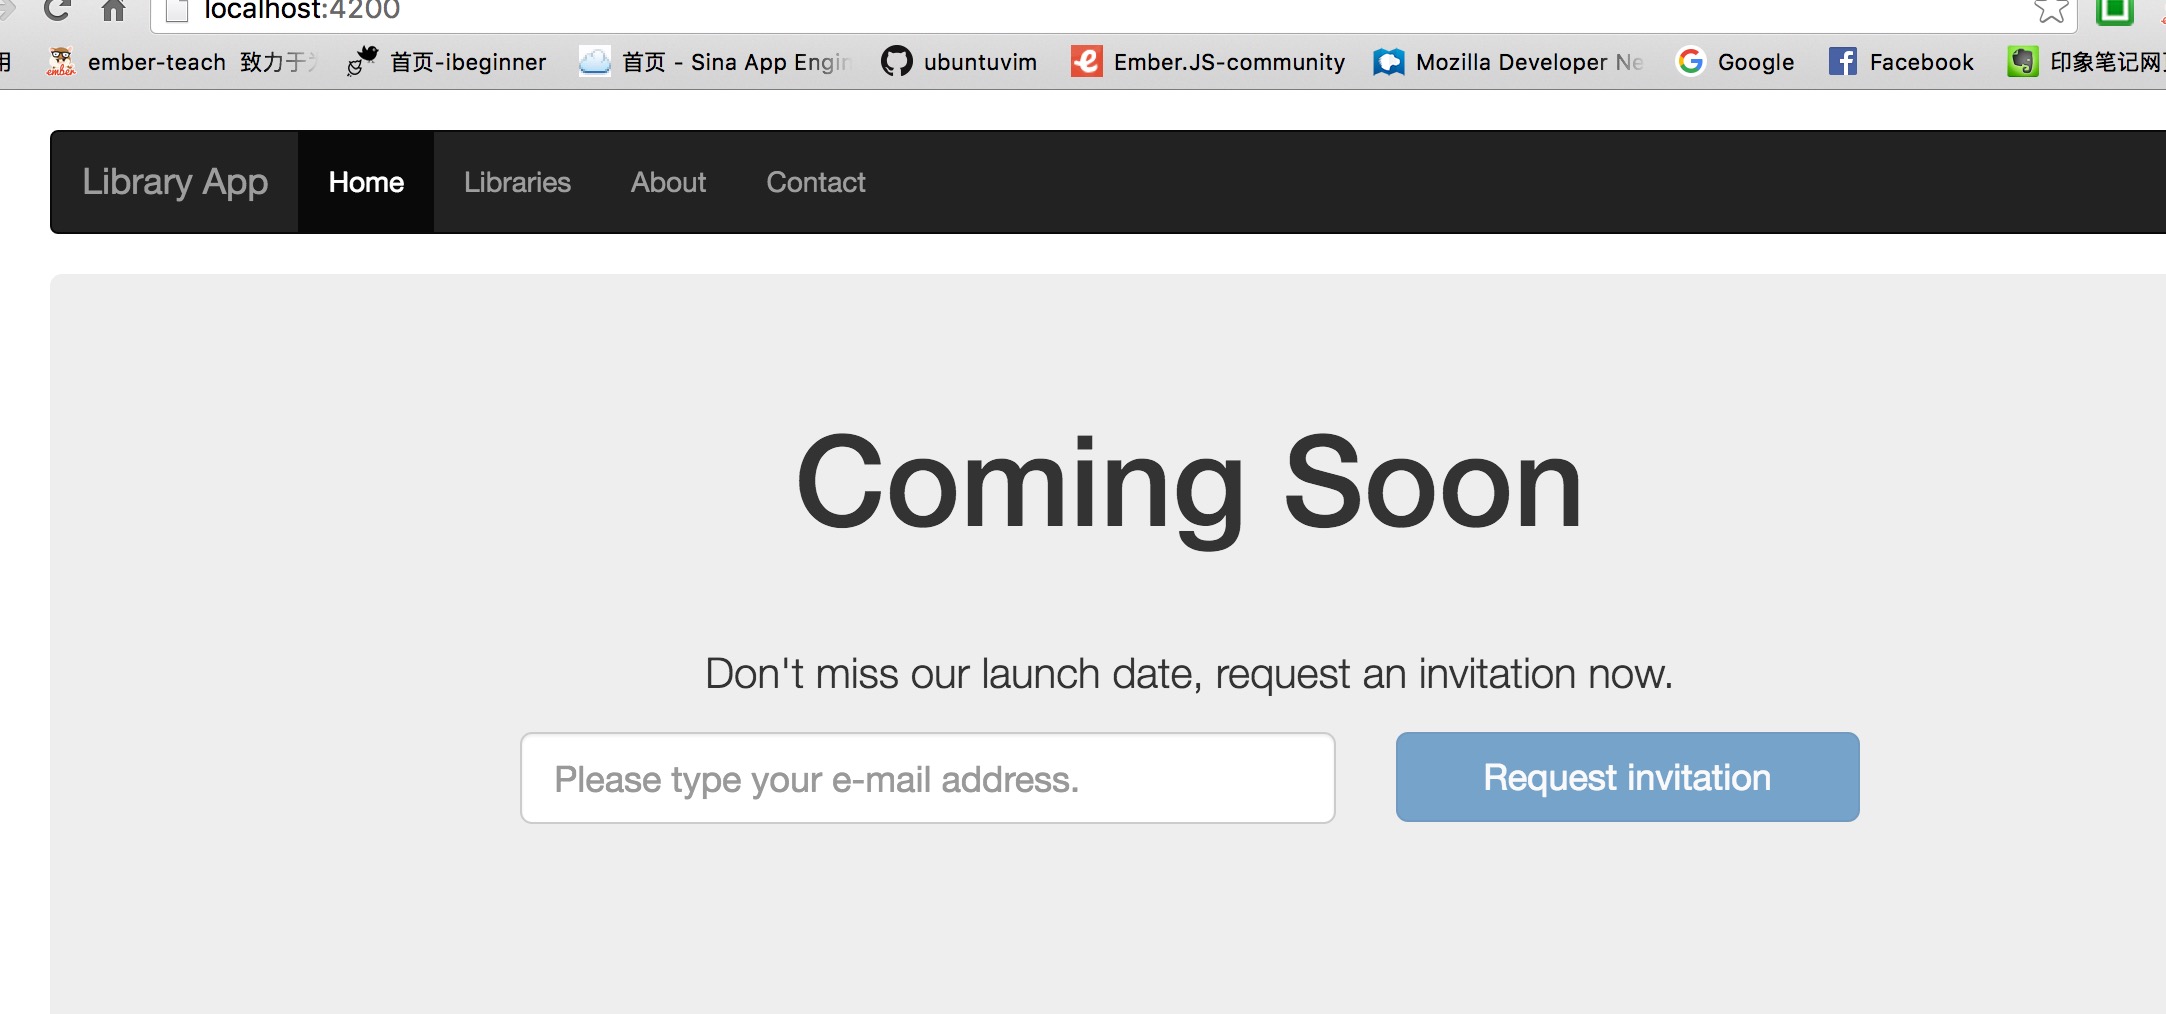 localhost:4200
用 ember-teach 致力于 首页-ibeginner 首页 - Sina App Engin ubuntuvim Ember.JS-community Mozilla Developer Ne Google Facebook 印象笔记网
Library App Home Libraries About Contact
Coming Soon
Don't miss our launch date, request an invitation now.
Please type your e-mail address. Request invitation